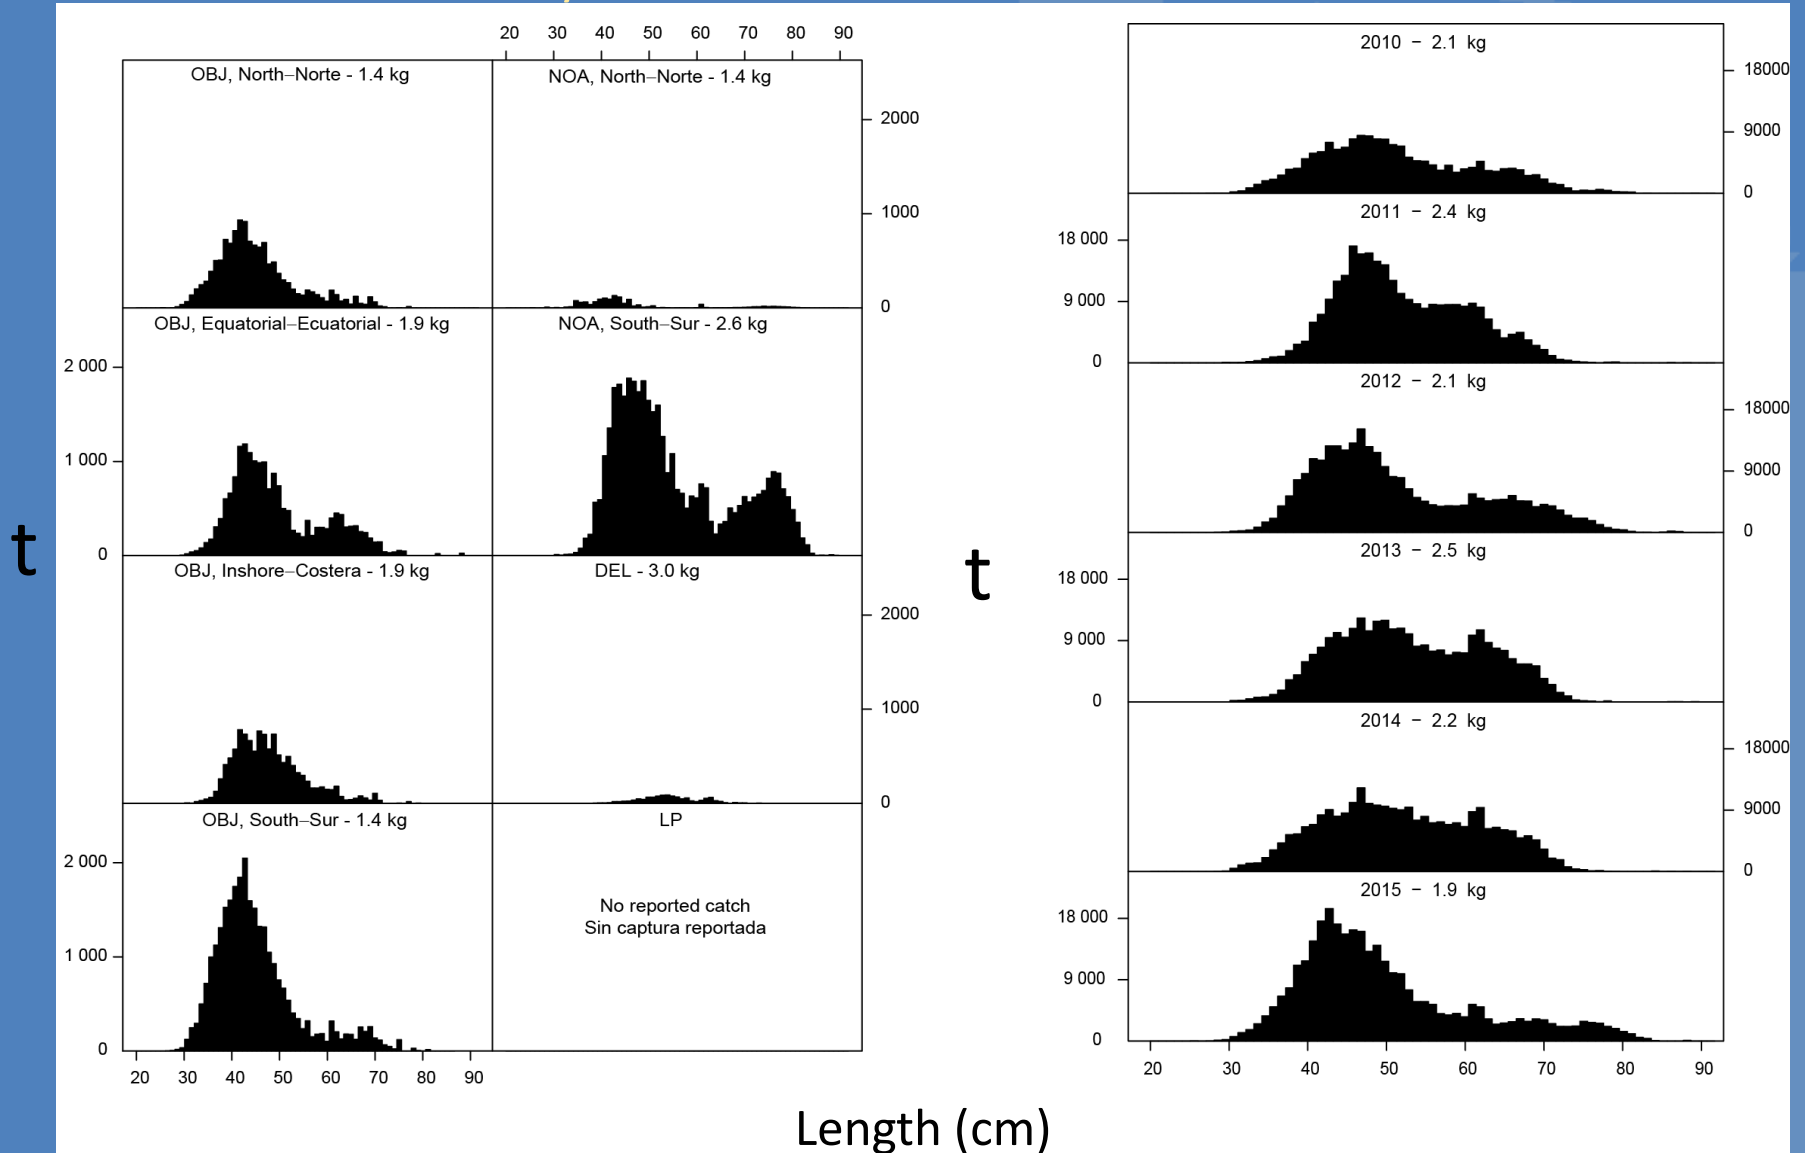 20 30 40 50 60 70 80 90
OBJ, North–Norte - 1.4 kg
NOA, North–Norte - 1.4 kg
2000
1000
0
OBJ, Equatorial–Ecuatorial - 1.9 kg
NOA, South–Sur - 2.6 kg
2 000
1 000
0
OBJ, Inshore–Costera - 1.9 kg
DEL - 3.0 kg
2000
1000
0
OBJ, South–Sur - 1.4 kg
LP
2 000
1 000
0
No reported catch
Sin captura reportada
20 30 40 50 60 70 80 90
t
2010 − 2.1 kg
18000
9000
0
2011 − 2.4 kg
18 000
9 000
0
2012 − 2.1 kg
18000
9000
0
2013 − 2.5 kg
18 000
9 000
0
2014 − 2.2 kg
18000
9000
0
2015 − 1.9 kg
18 000
9 000
0
20 30 40 50 60 70 80 90
t
Length (cm)